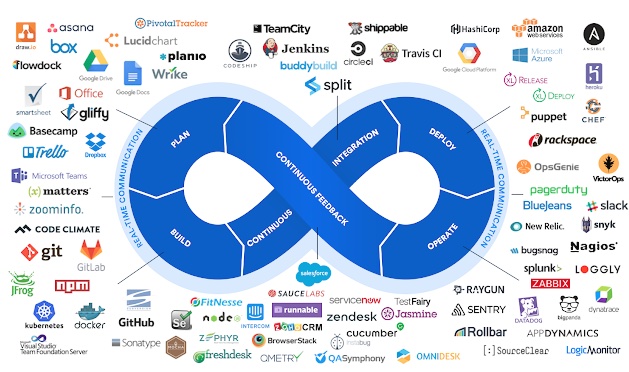 PivotalTracker
asana
draw.io
box
Lucidchart
planio
flowdock
Google Drive
Google Docs
Wrike
smartsheet
Office
gliffy
Basecamp
Trello
Dropbox
Microsoft Teams
(x) matters
zoominfo.
CODE CLIMATE
git
GitLab
JFrog
npm
kubernetes
docker
GitHub
Visual Studio
Team Foundation Server
Sonatype
TeamCity
CODESHIP
Jenkins
buddybuild
shippable
circleci
Travis CI
split
HashiCorp
amazon
webservices
Google Cloud Platform
Microsoft
Azure
ANSIBLE
XL RELEASE
XL DEPLOY
heroku
puppet
CHEF
rackspace
OpsGenie
VictorOps
pagerduty
BlueJeans
slack
New Relic.
snyk
bugsnag
Nagios
splunk>
LOGGLY
ZABBIX
RAYGUN
SENTRY
DATADOG
bigpanda
dynatrace
Rollbar
APPDYNAMICS
[:]SourceClear
LogicMonitor
REAL-TIME COMMUNICATION
PLAN
BUILD
CONTINUOUS
INTEGRATION
CONTINUOUS FEEDBACK
DEPLOY
OPERATE
REAL-TIME COMMUNICATION
salesforce
SAUCELABS
FitNesse
Se
node
INTERCOM
runnable
ZOHO CRM
servicenow
zendesk
TestFairy
Jasmine
cucumber
MOCHA
ZEPHYR
freshdesk
BrowserStack
QMETRY
instabug
QASymphony
OMNIDESK